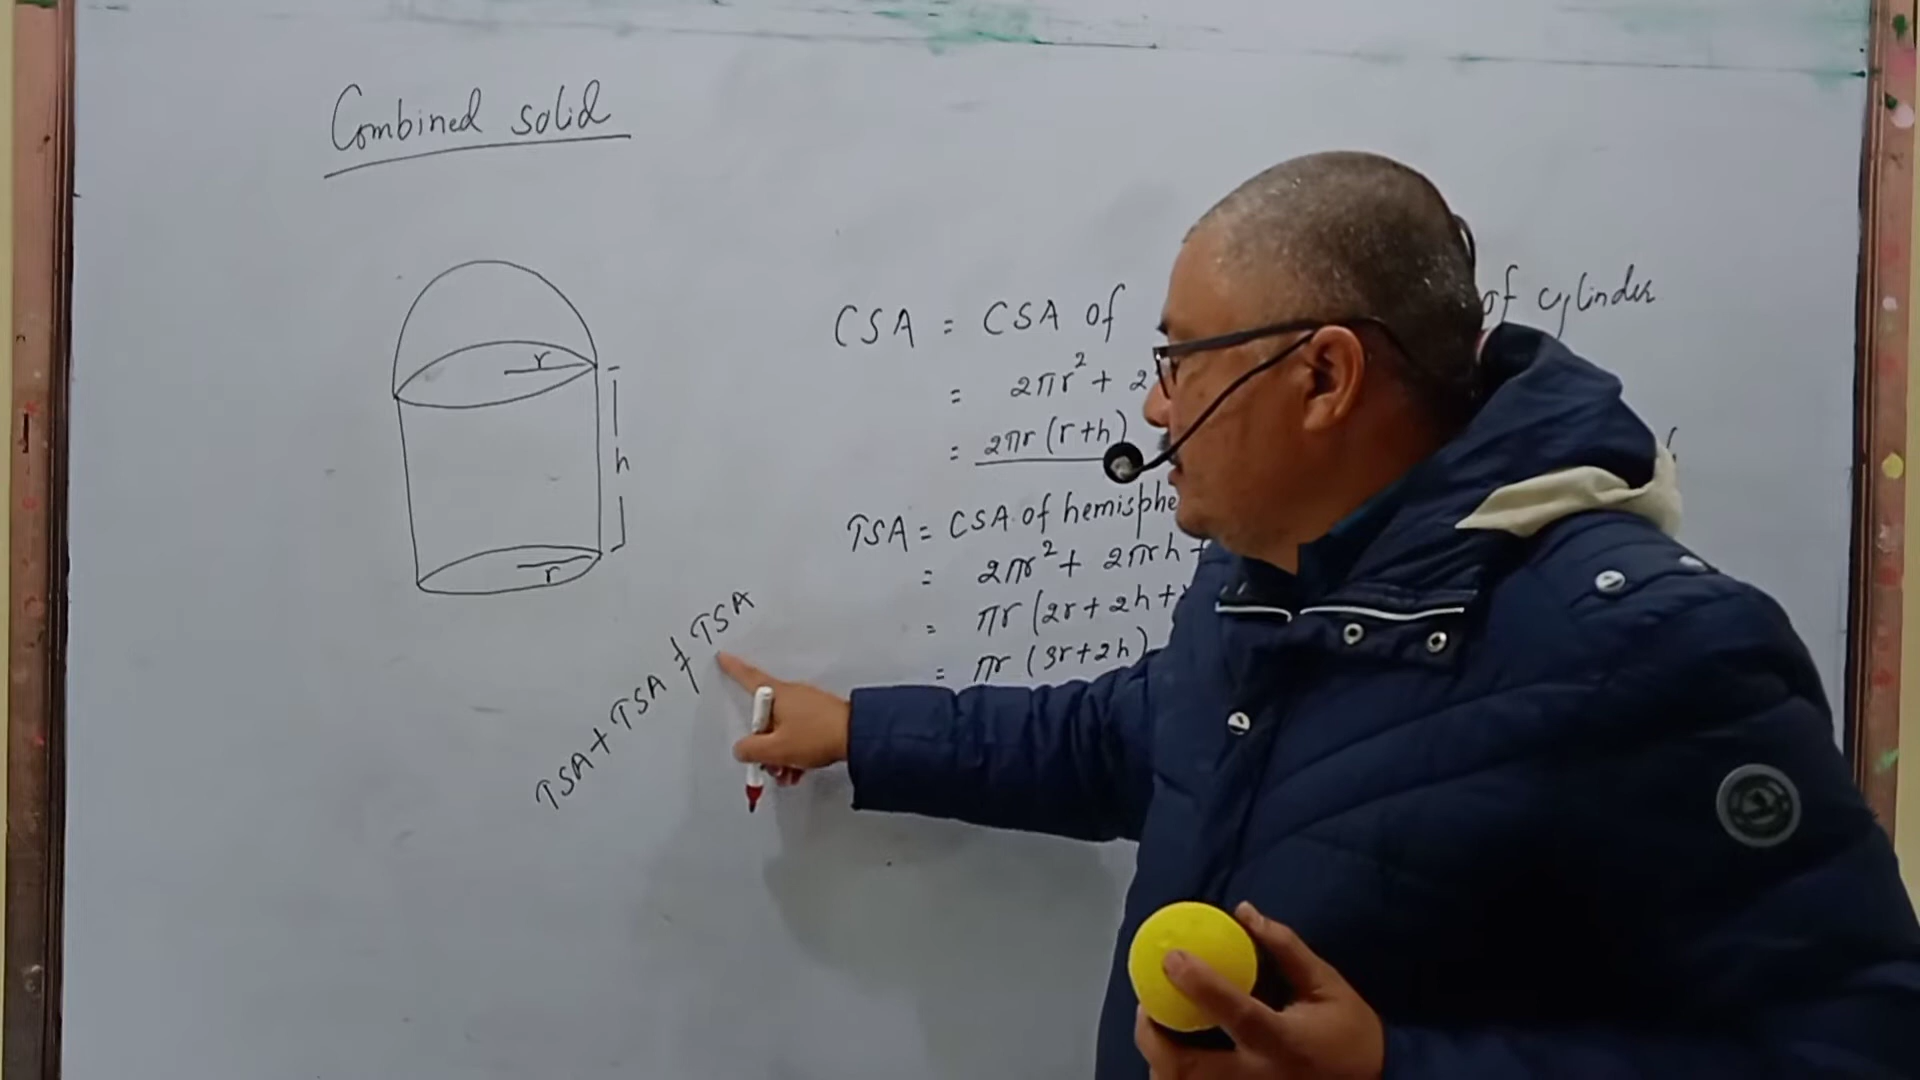 Combined solid
r
h
r
CSA = CSA of of cylinder
= 2πr² + 2
= 2πr (r+h)
TSA = CSA of hemisphe
= 2πr² + 2πrh +
= πr (2r + 2h +
= πr (3r+2h)
TSA + TSA ≠ TSA